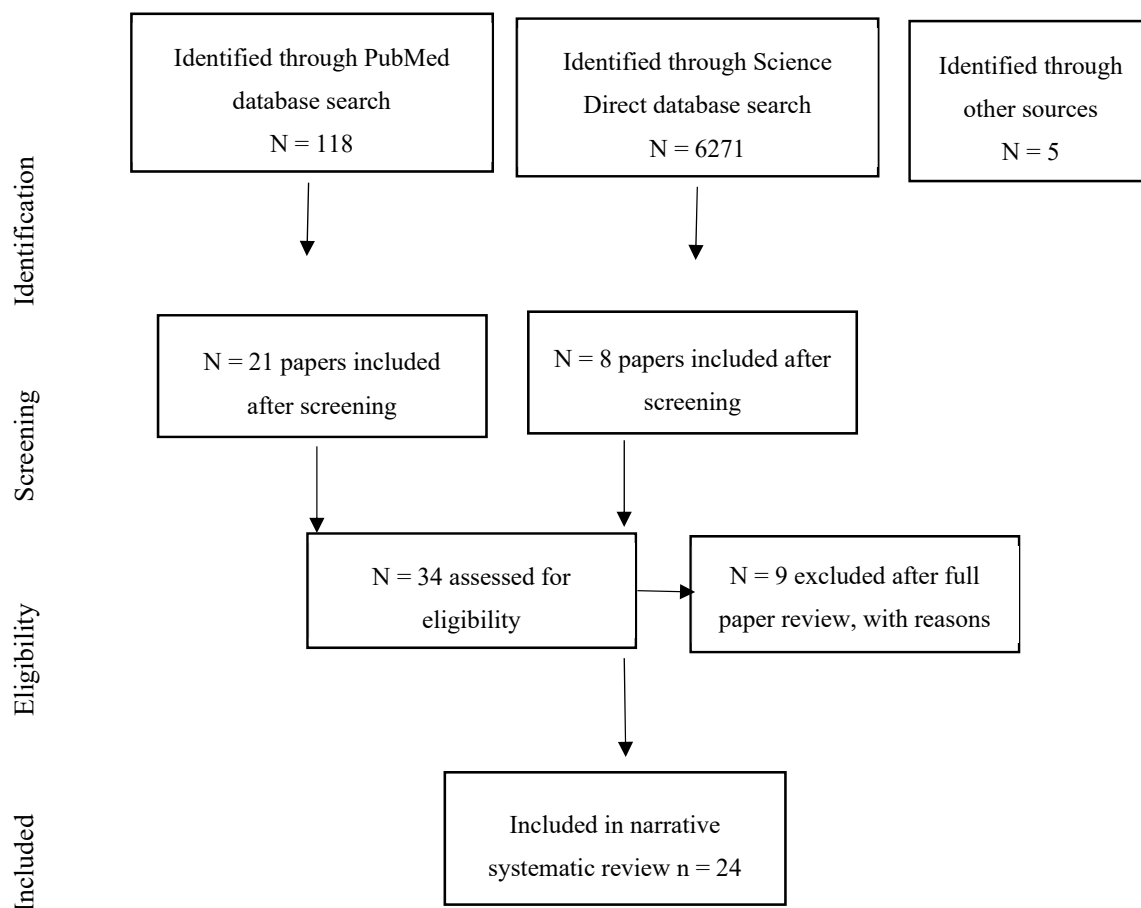 Identified through PubMed
database search
N = 118
Identified through Science
Direct database search
N = 6271
Identified through
other sources
N = 5
Identification
N = 21 papers included
after screening
N = 8 papers included after
screening
Screening
N = 34 assessed for
eligibility
N = 9 excluded after full
paper review, with reasons
Eligibility
Included in narrative
systematic review n = 24
Included